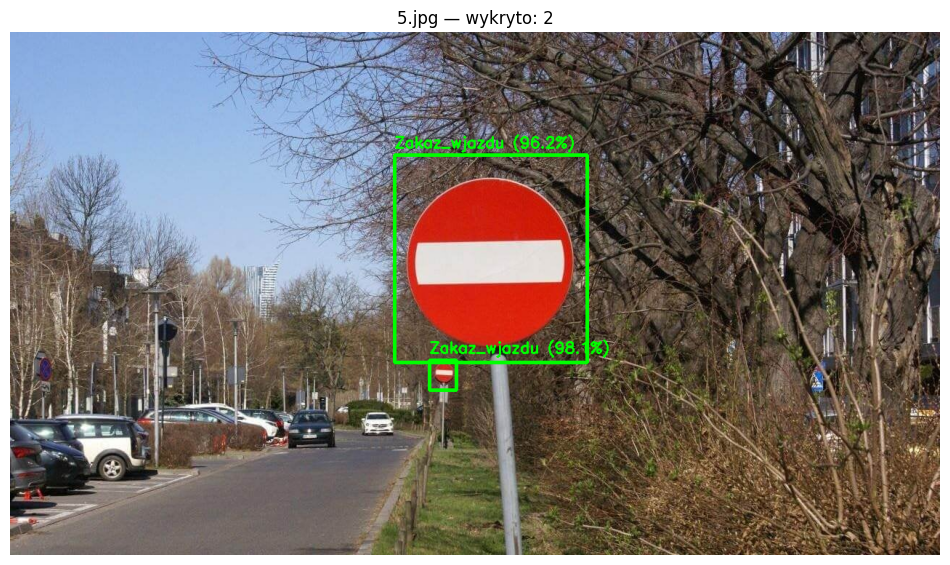 5.jpg — wykryto: 2
Zakaz_wjazdu (96.2%)
Zakaz_wjazdu (98.1%)